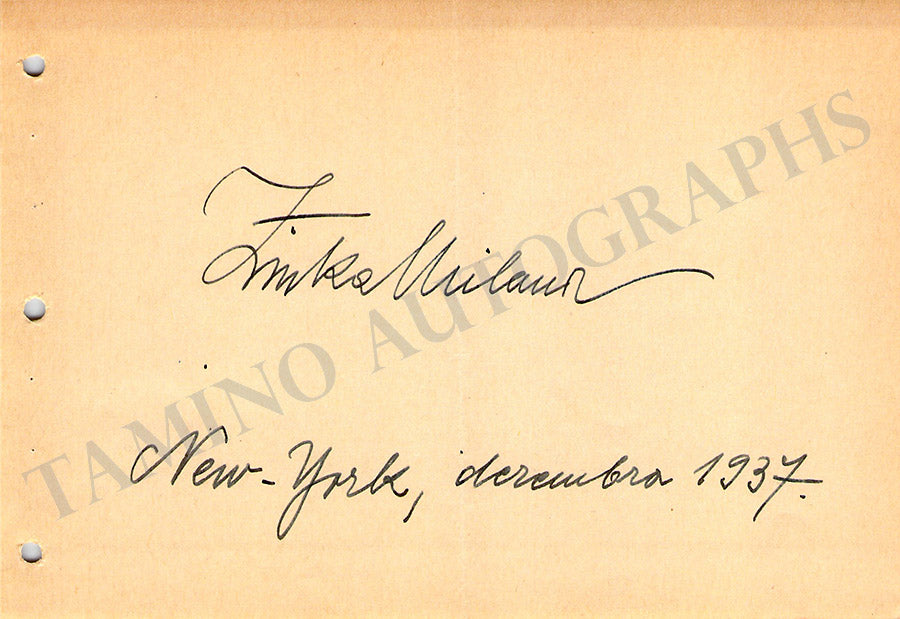 Zinka Milanov
New-York, decembra 1937.
TAMINO AUTOGRAPHS